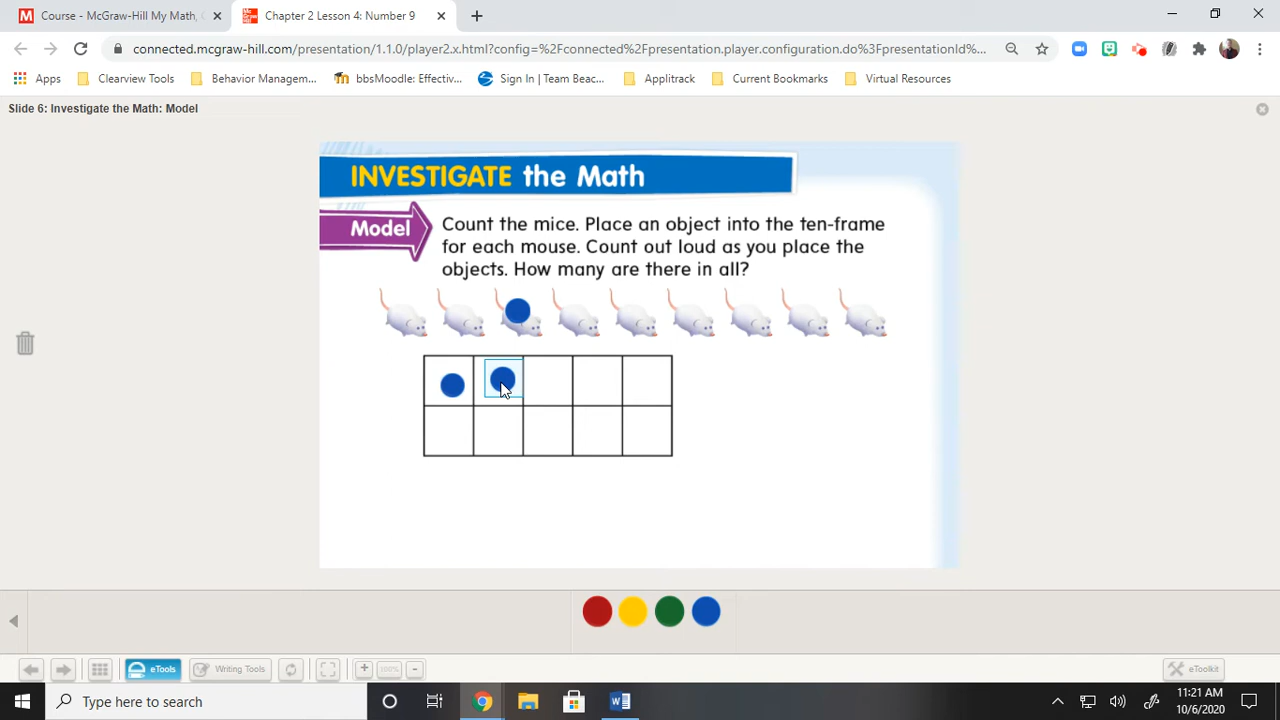 Course - McGraw-Hill My Math,
Chapter 2 Lesson 4: Number 9
connected.mcgraw-hill.com/presentation/1.1.0/player2.x.html?config=%2Fconnected%2Fpresentation.player.configuration.do%3FpresentationId%...
Apps
Clearview Tools
Behavior Managem...
bbsMoodle: Effectiv...
Sign In | Team Beac...
Applitrack
Current Bookmarks
Virtual Resources
Slide 6: Investigate the Math: Model
INVESTIGATE the Math
Model
Count the mice. Place an object into the ten-frame
for each mouse. Count out loud as you place the
objects. How many are there in all?
eTools
Writing Tools
100%
eToolkit
Type here to search
11:21 AM
10/6/2020